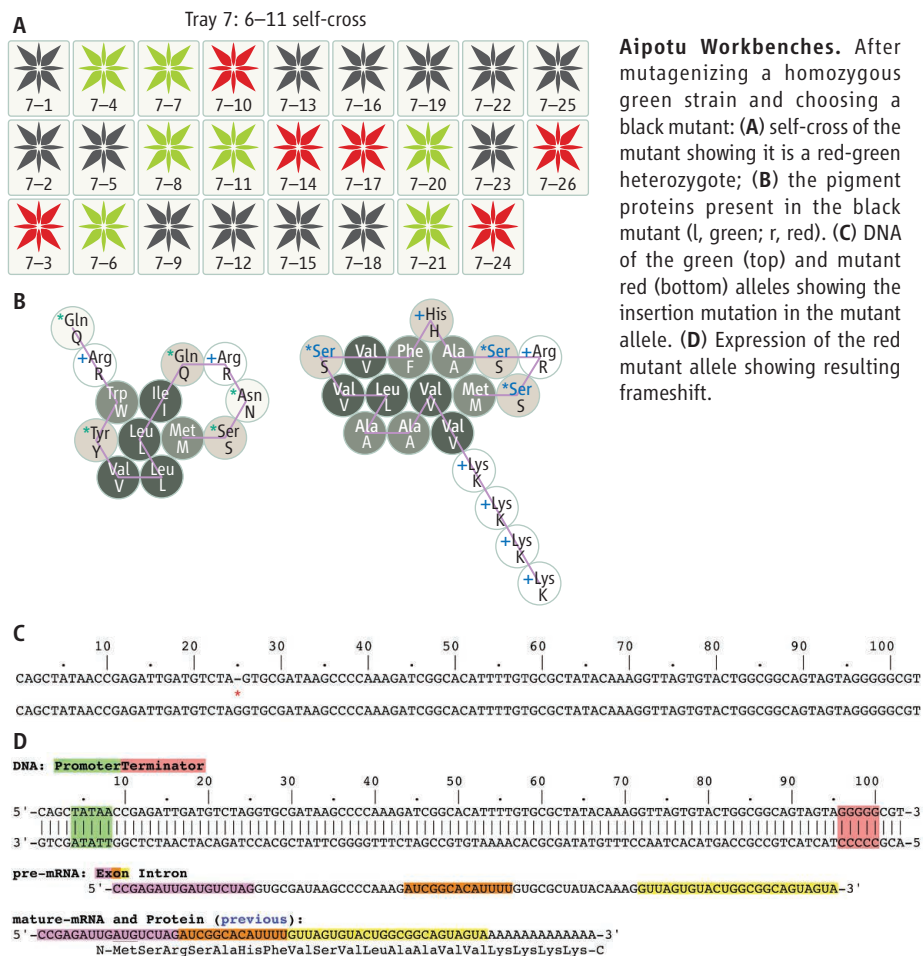 A
Tray 7: 6–11 self-cross
7–1 7–4 7–7 7–10 7–13 7–16 7–19 7–22 7–25
7–2 7–5 7–8 7–11 7–14 7–17 7–20 7–23 7–26
7–3 7–6 7–9 7–12 7–15 7–18 7–21 7–24
Aipotu Workbenches. After
mutagenizing a homozygous
green strain and choosing a
black mutant: (A) self-cross of the
mutant showing it is a red-green
heterozygote; (B) the pigment
proteins present in the black
mutant (l, green; r, red). (C) DNA
of the green (top) and mutant
red (bottom) alleles showing the
insertion mutation in the mutant
allele. (D) Expression of the red
mutant allele showing resulting
frameshift.
B
*Gln
Q
+Arg
R
Trp
W
*Tyr
Y
Val
V
Leu
L
Leu
L
Ile
I
*Gln
Q
+Arg
R
*Asn
N
*Ser
S
Met
M
Met
M
*Ser
S
+Arg
R
*Ser
S
Ala
A
+His
H
Phe
F
Val
V
*Ser
S
Val
V
Leu
L
Ala
A
Ala
A
Val
V
Val
V
+Lys
K
+Lys
K
+Lys
K
+Lys
K
C
10 20 30 40 50 60 70 80 90 100
CAGCTATAACCGAGATTGATGTCTA-GTGCGATAAGCCCCAAAGATCGGCACATTTTGTGCGCTATACAAAGGTTAGTGTACTGGCGGCAGTAGTAGGGGGCGT
*
CAGCTATAACCGAGATTGATGTCTAGGTGCGATAAGCCCCAAAGATCGGCACATTTTGTGCGCTATACAAAGGTTAGTGTACTGGCGGCAGTAGTAGGGGGCGT
D
DNA: PromoterTerminator
10 20 30 40 50 60 70 80 90 100
5'-CAGCTATAACCGAGATTGATGTCTAGGTGCGATAAGCCCCAAAGATCGGCACATTTTGTGCGCTATACAAAGGTTAGTGTACTGGCGGCAGTAGTAGGGGGCGT-3
3'-GTCGATATTGGCTCTAACTACAGATCCACGCTATTCGGGGTTTCTAGCCGTGTAAAACACGCGATATGTTTCCAATCACATGACCGCCGTCATCATCCCCCGCA-5
pre-mRNA: Exon Intron
5'-CCGAGAUUGAUGUCUAGGUGCGAUAAGCCCCAAAGAUCGGCACAUUUUGUGCGCUAUACAAAGGUUAGUGUACUGGCGGCAGUAGUA-3'
mature-mRNA and Protein (previous):
5'-CCGAGAUUGAUGUCUAGAUCGGCACAUUUUGUUAGUGUACUGGCGGCAGUAGUAAAAAAAAAAAAAA-3'
N-MetSerArgSerAlaHisPheValSerValLeuAlaAlaValValLysLysLysLys-C